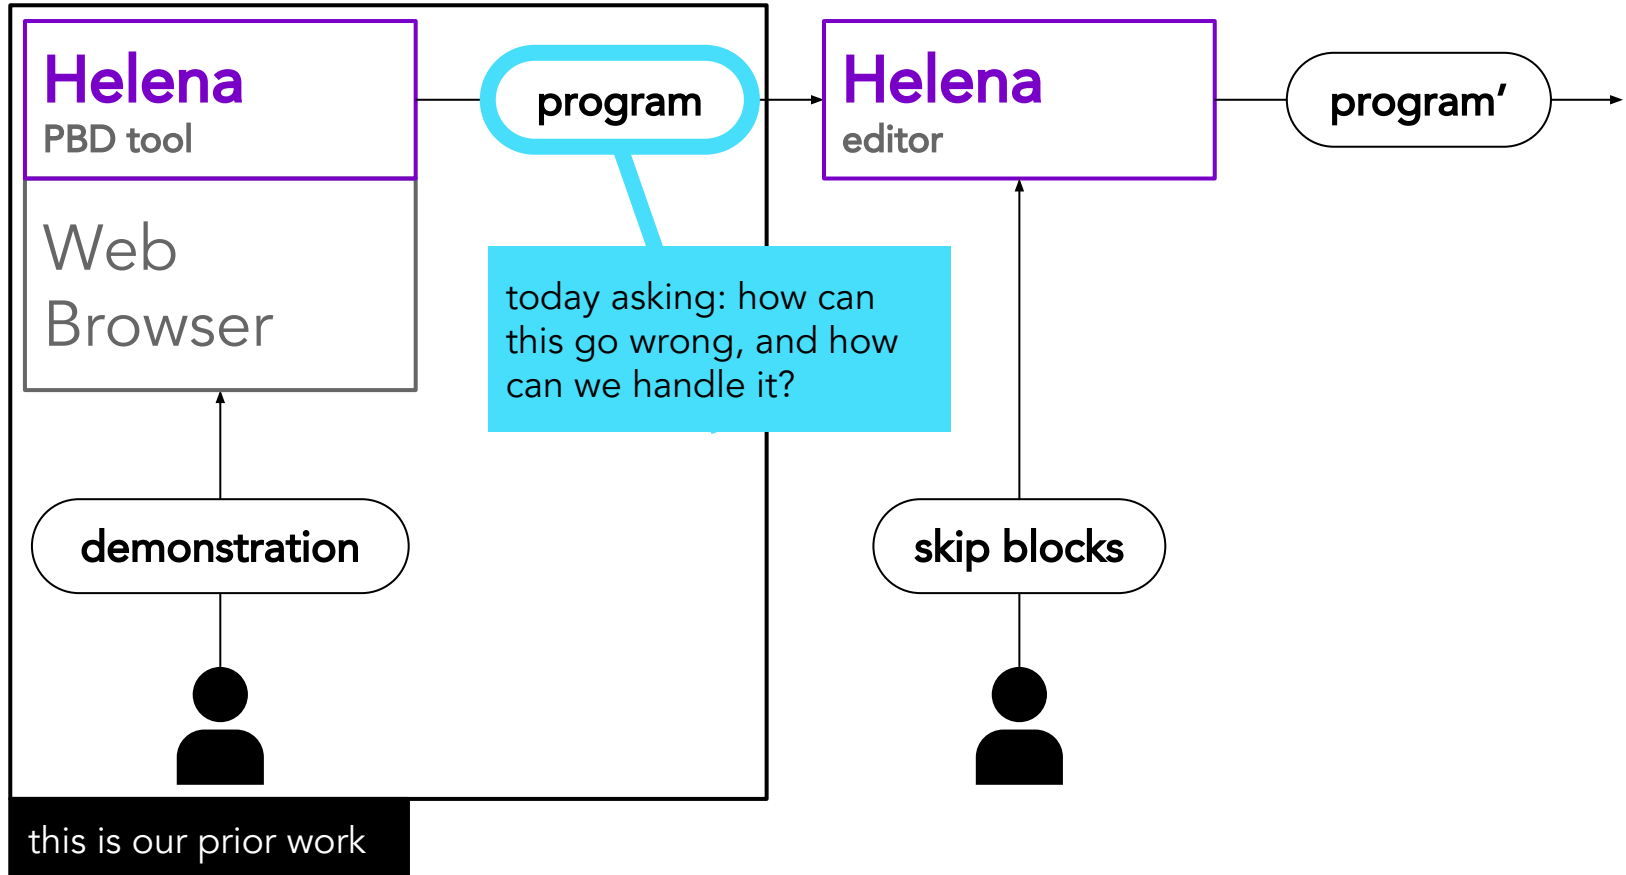 Helena
PBD tool
Web
Browser
program
Helena
editor
program’
today asking: how can
this go wrong, and how
can we handle it?
demonstration
skip blocks
this is our prior work